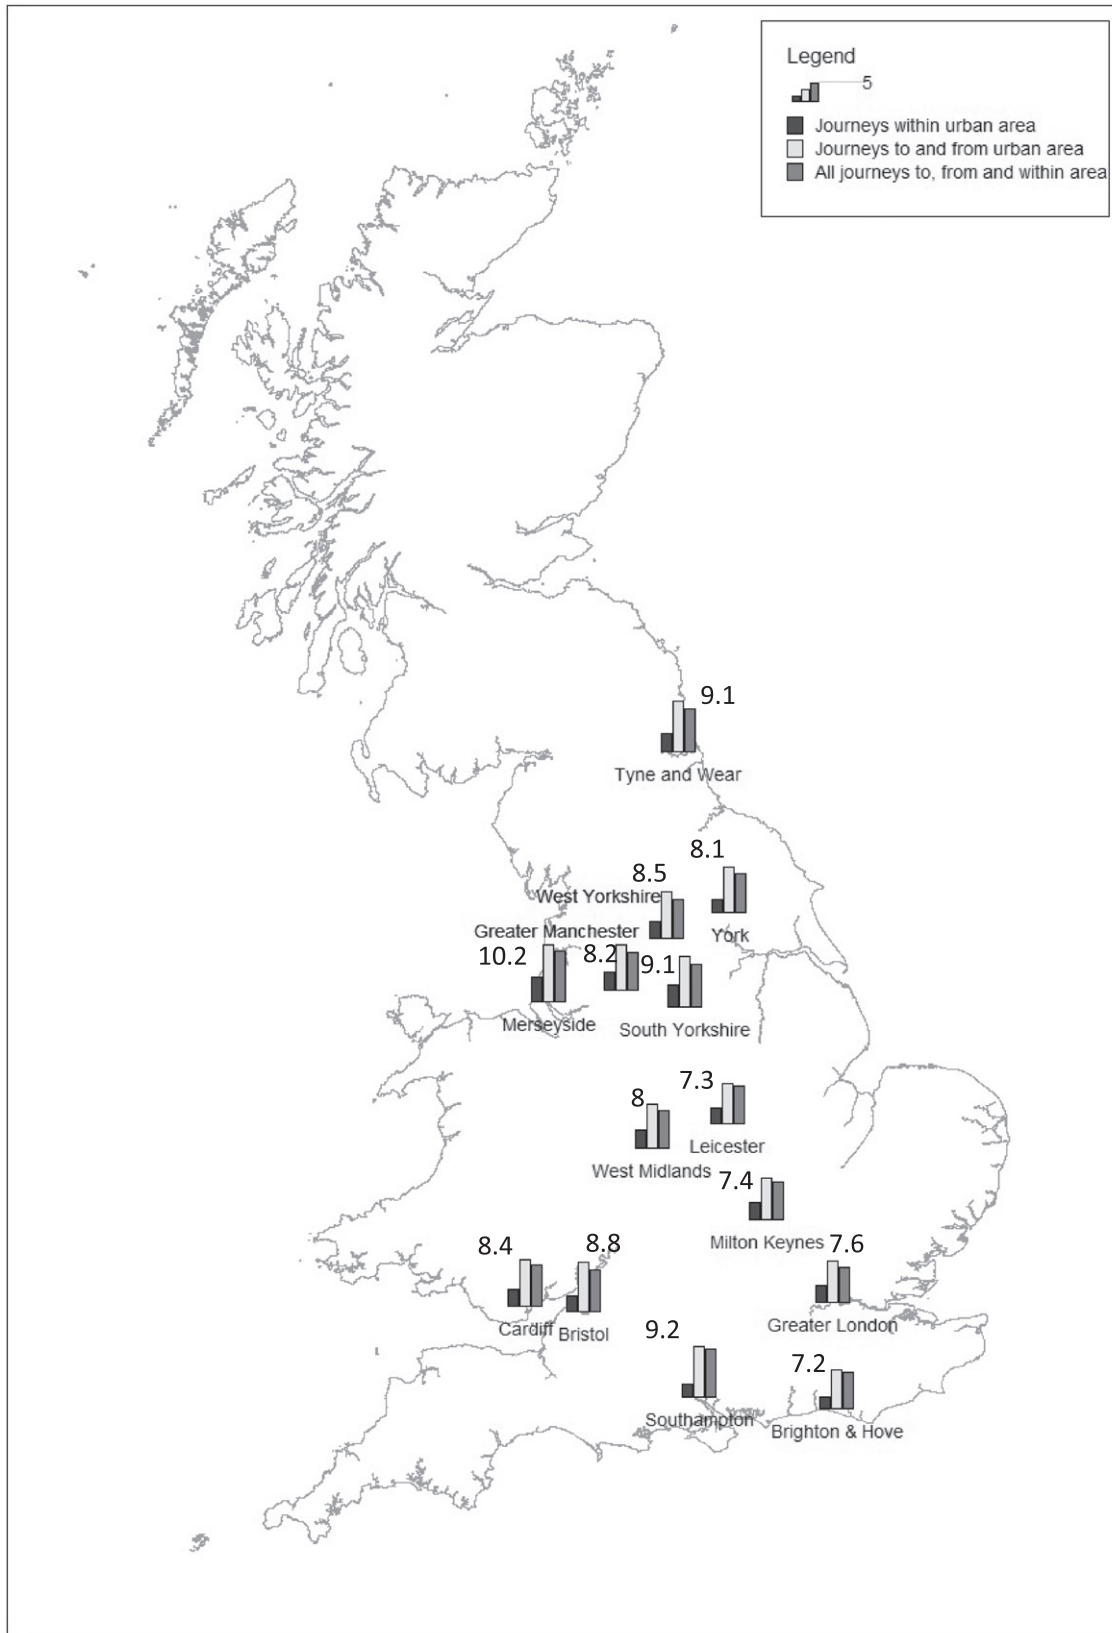 Legend
5
Journeys within urban area
Journeys to and from urban area
All journeys to, from and within area
9.1
Tyne and Wear
8.1
8.5
West Yorkshire
York
Greater Manchester
10.2
8.2
9.1
Merseyside
South Yorkshire
7.3
8
Leicester
West Midlands
7.4
Milton Keynes
7.6
8.4
8.8
Cardiff
Bristol
Greater London
9.2
7.2
Southampton
Brighton & Hove